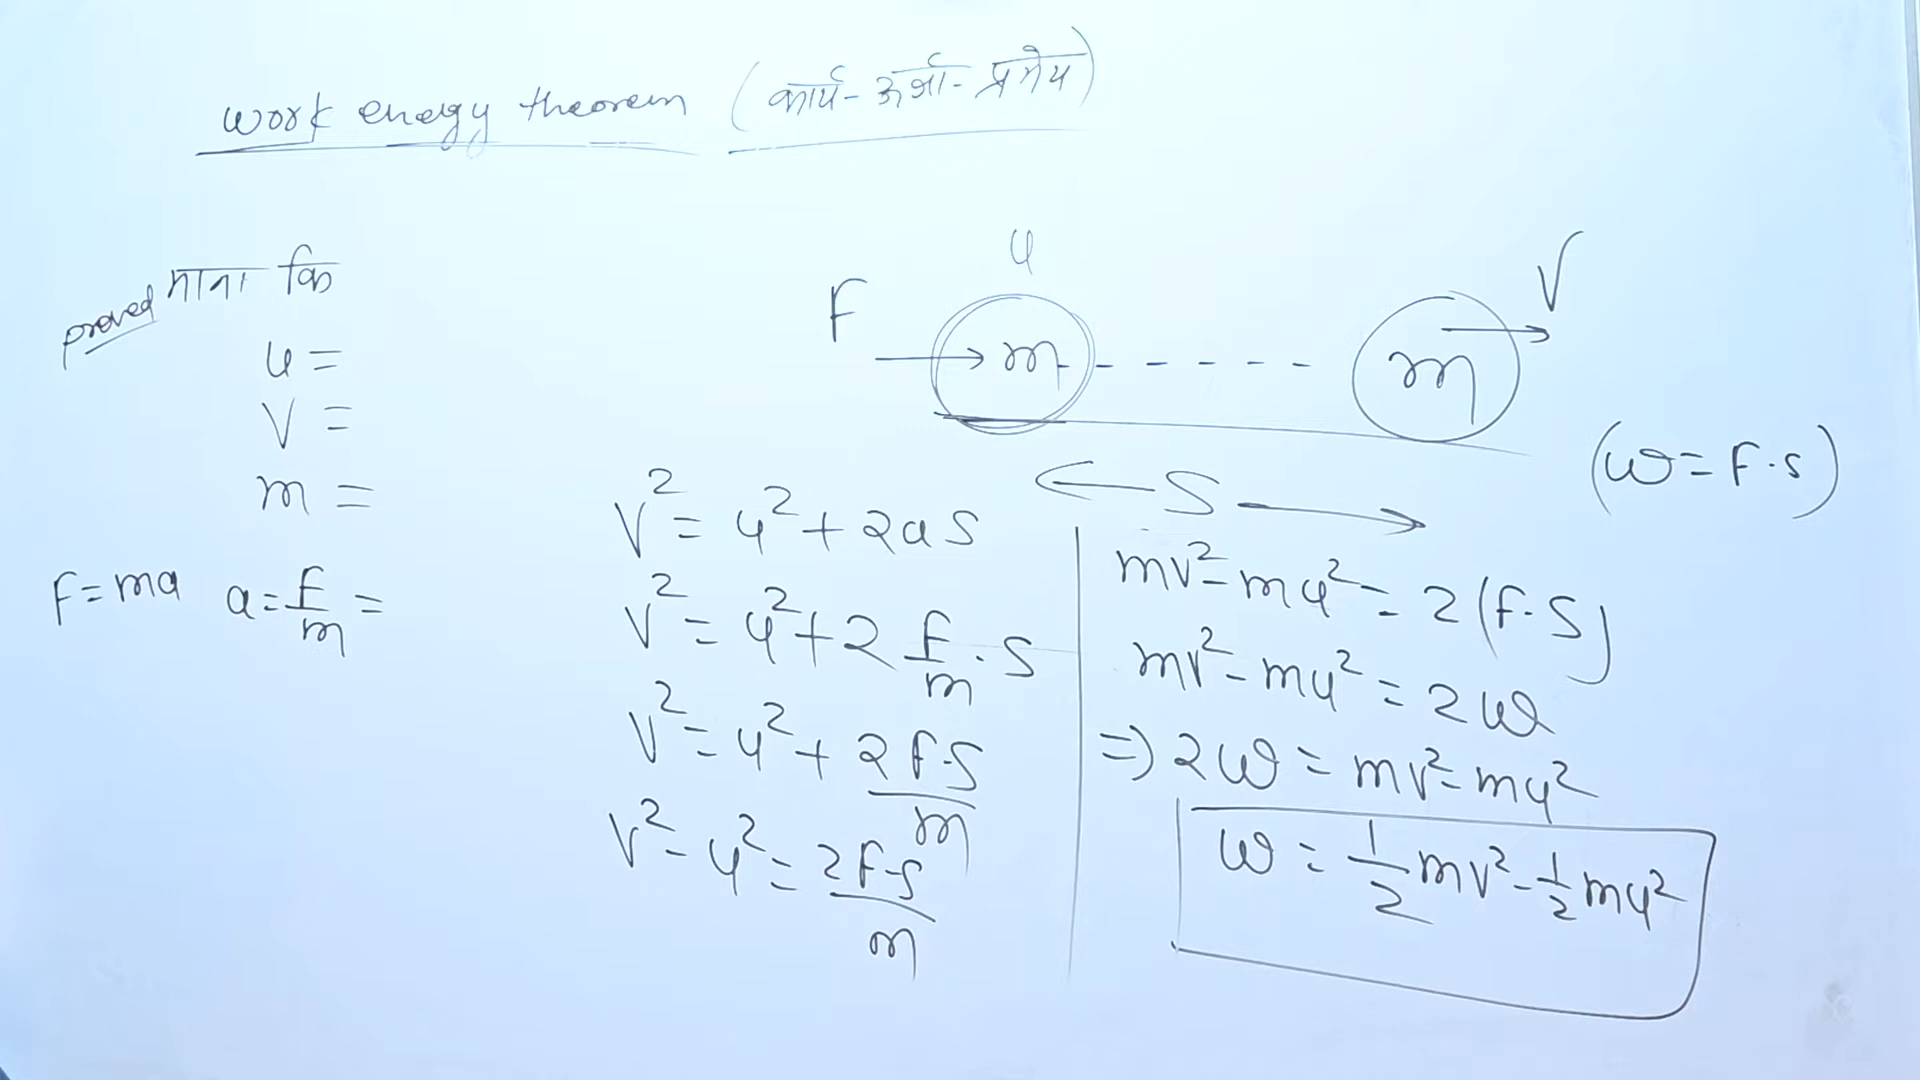 work energy theorem (कार्य-ऊर्जा-प्रमेय)
proved माना कि
u =
V =
m =
F = ma a = F/m =
F
u
m
m
V
S
(W = F.s)
V² = u² + 2as
V² = u² + 2 F/m . s
V² = u² + 2F.S/m
V² - u² = 2F.S/m
mv² - mu² = 2(F.S)
mv² - mu² = 2W
=> 2W = mv² - mu²
W = 1/2 mv² - 1/2 mu²